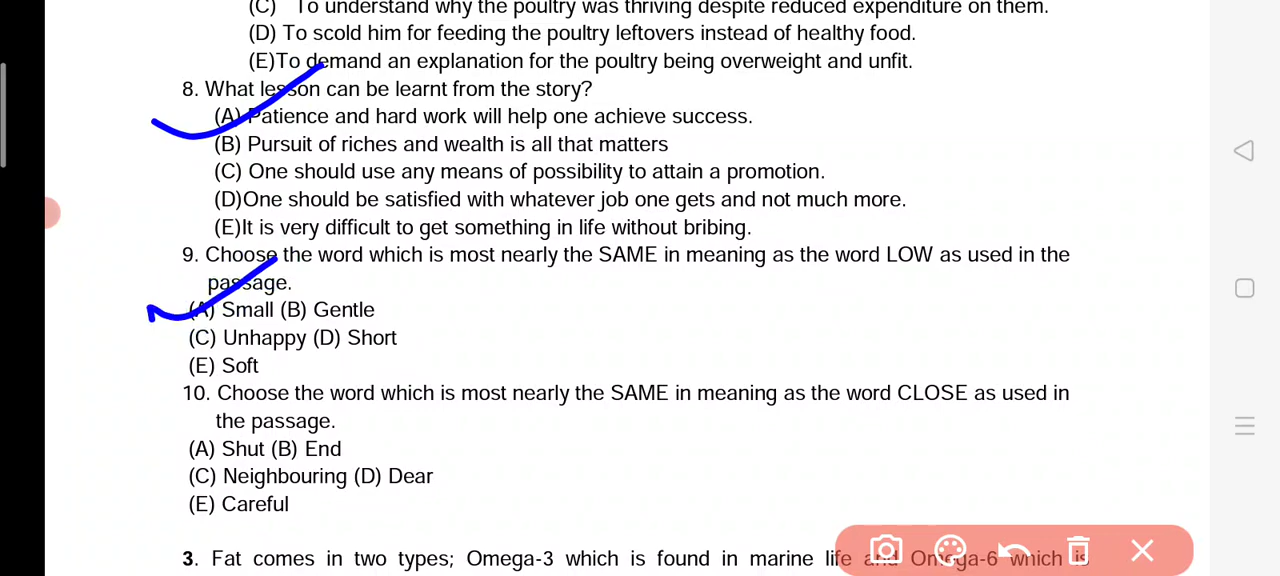 (C) To understand why the poultry was thriving despite reduced expenditure on them.
(D) To scold him for feeding the poultry leftovers instead of healthy food.
(E)To demand an explanation for the poultry being overweight and unfit.
8. What lesson can be learnt from the story?
(A) Patience and hard work will help one achieve success.
(B) Pursuit of riches and wealth is all that matters
(C) One should use any means of possibility to attain a promotion.
(D)One should be satisfied with whatever job one gets and not much more.
(E)It is very difficult to get something in life without bribing.
9. Choose the word which is most nearly the SAME in meaning as the word LOW as used in the
passage.
(A) Small (B) Gentle
(C) Unhappy (D) Short
(E) Soft
10. Choose the word which is most nearly the SAME in meaning as the word CLOSE as used in
the passage.
(A) Shut (B) End
(C) Neighbouring (D) Dear
(E) Careful
3. Fat comes in two types; Omega-3 which is found in marine life and Omega-6 which is